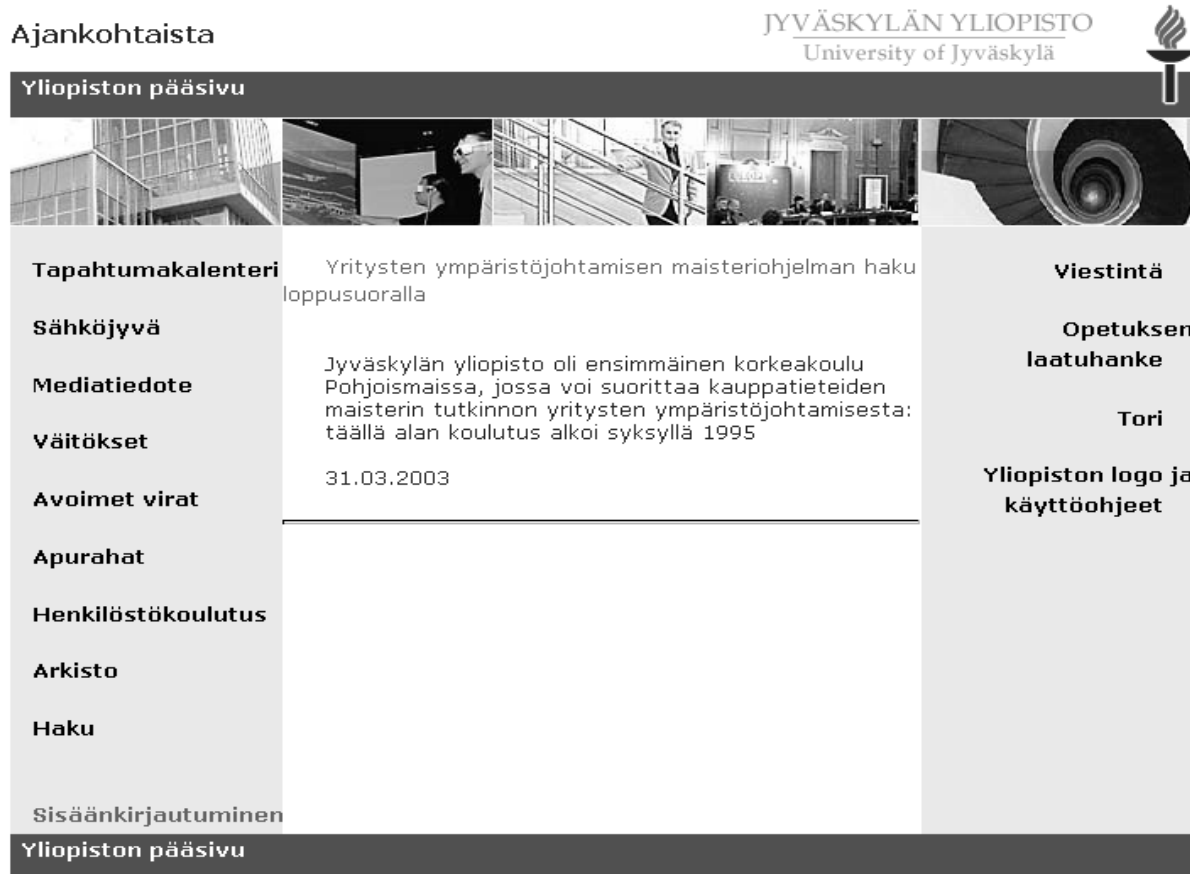 Ajankohtaista
JYVÄSKYLÄN YLIOPISTO
University of Jyväskylä
Yliopiston pääsivu
Tapahtumakalenteri
Sähköjyvä
Mediatiedote
Väitökset
Avoimet virat
Apurahat
Henkilöstökoulutus
Arkisto
Haku
Sisäänkirjautuminen
Yritysten ympäristöjohtamisen maisteriohjelman haku
loppusuoralla
Jyväskylän yliopisto oli ensimmäinen korkeakoulu
Pohjoismaissa, jossa voi suorittaa kauppatieteiden
maisterin tutkinnon yritysten ympäristöjohtamisesta:
täällä alan koulutus alkoi syksyllä 1995
31.03.2003
Viestintä
Opetuksen
laatuhanke
Tori
Yliopiston logo ja
käyttöohjeet
Yliopiston pääsivu